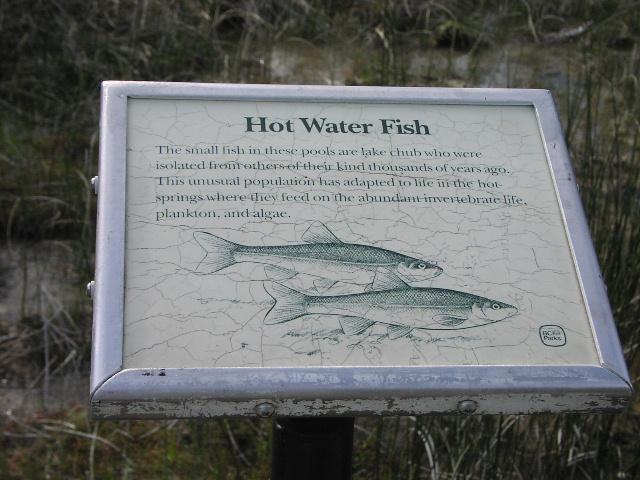 Hot Water Fish
The small fish in these pools are lake chub who were
isolated from others of their kind thousands of years ago.
This unusual population has adapted to life in the hot-
springs where they feed on the abundant invertebrate life,
plankton, and algae.
BC
Parks